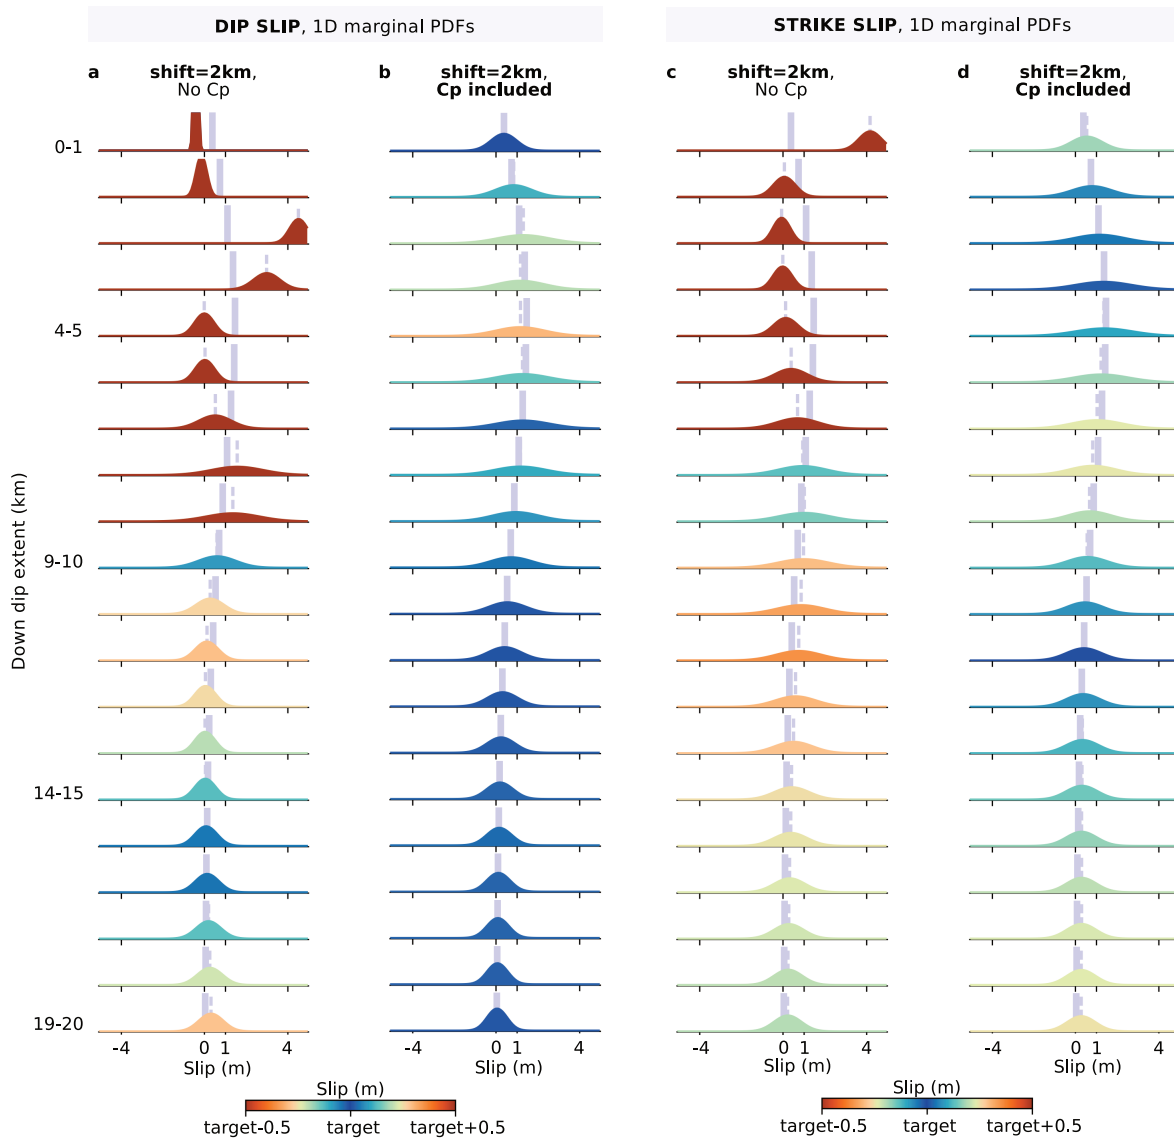 DIP SLIP, 1D marginal PDFs
STRIKE SLIP, 1D marginal PDFs
a
shift=2km,
No Cp
b
shift=2km,
Cp included
c
shift=2km,
No Cp
d
shift=2km,
Cp included
Down dip extent (km)
0-1
4-5
9-10
14-15
19-20
-4 0 1 4
Slip (m)
-4 0 1 4
Slip (m)
-4 0 1 4
Slip (m)
-4 0 1 4
Slip (m)
Slip (m)
target-0.5 target target+0.5
Slip (m)
target-0.5 target target+0.5